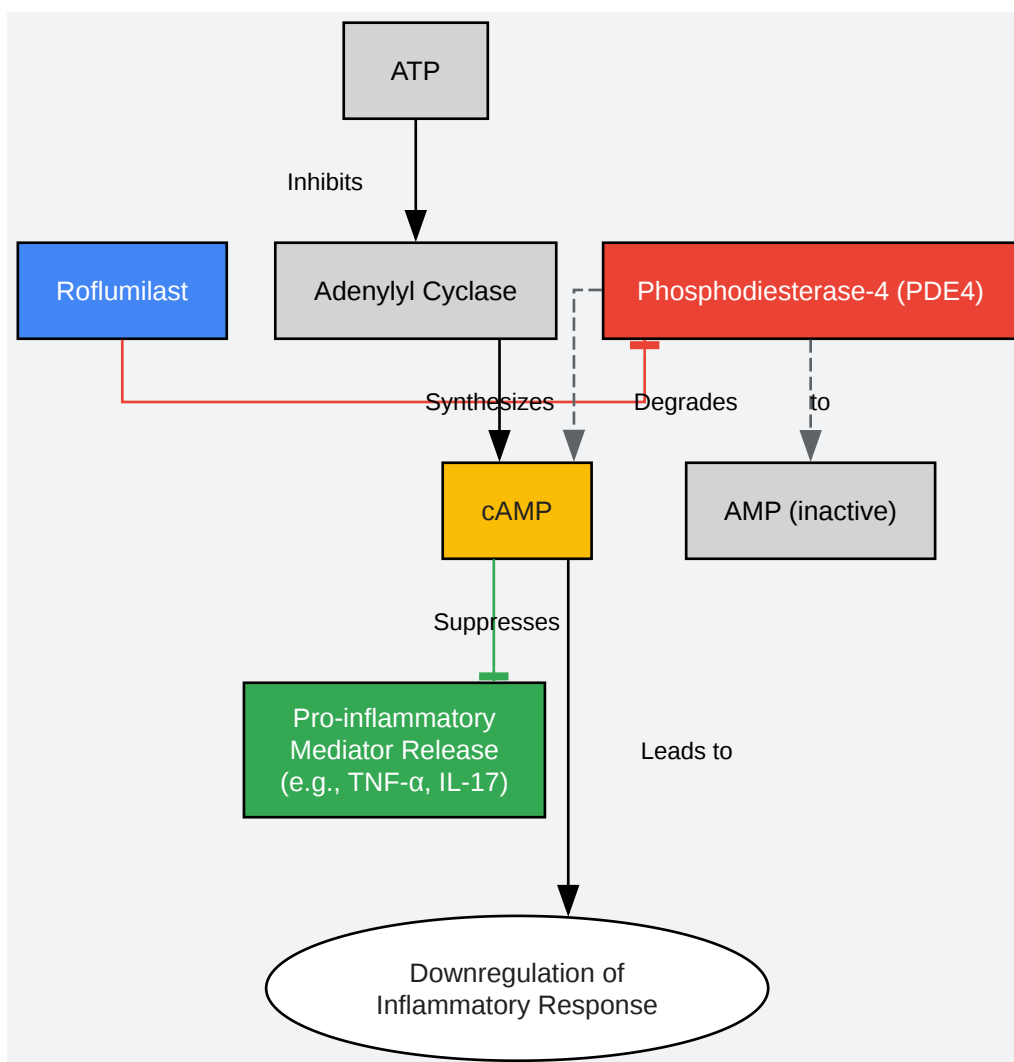 ATP
Inhibits
Roflumilast
Adenylyl Cyclase
Phosphodiesterase-4 (PDE4)
Synthesizes
Degrades
to
cAMP
AMP (inactive)
Suppresses
Pro-inflammatory
Mediator Release
(e.g., TNF-α, IL-17)
Leads to
Downregulation of
Inflammatory Response